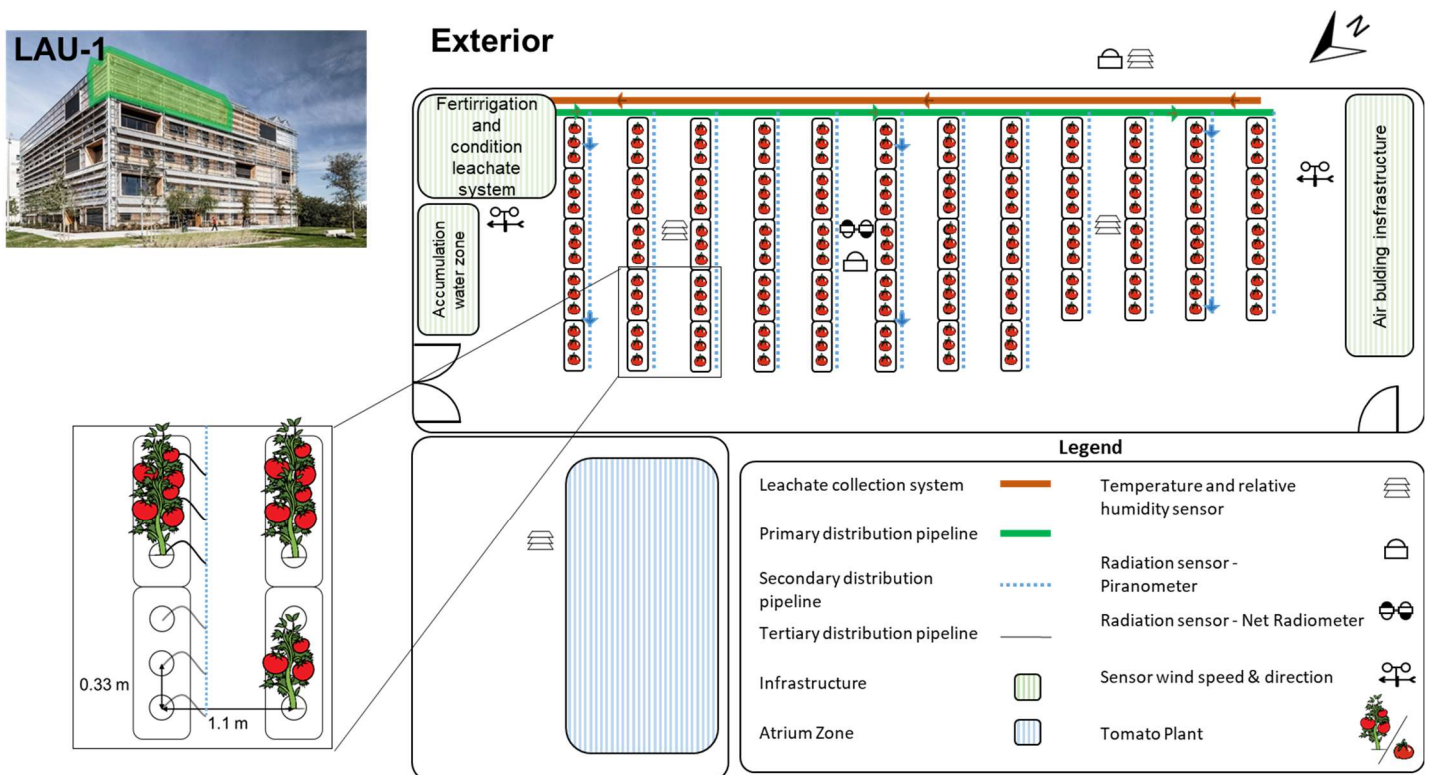 LAU-1
Exterior
N
Fertirrigation
and
condition
leachate
system
Accumulation
water zone
Air bulding insfrastructure
0.33 m
1.1 m
Legend
Leachate collection system
Primary distribution pipeline
Secondary distribution
pipeline
Tertiary distribution pipeline
Infrastructure
Atrium Zone
Temperature and relative
humidity sensor
Radiation sensor -
Piranometer
Radiation sensor - Net Radiometer
Sensor wind speed & direction
Tomato Plant